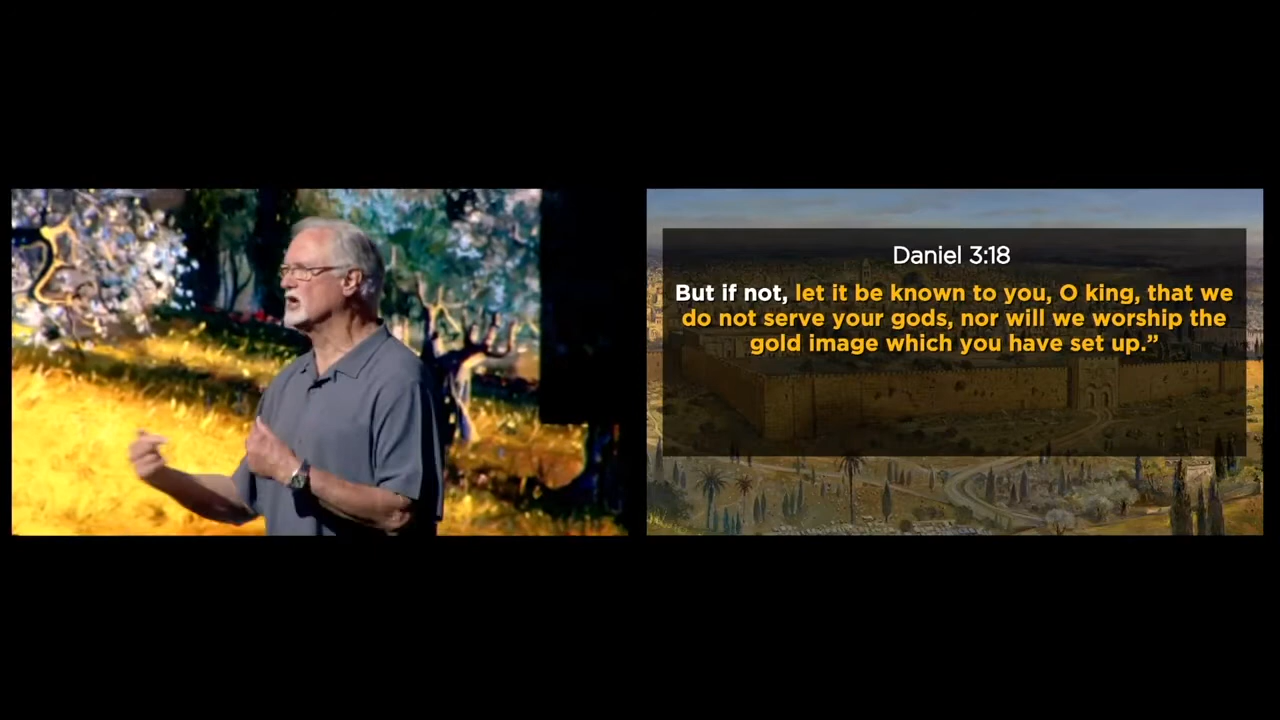 Daniel 3:18
But if not, let it be known to you, O king, that we
do not serve your gods, nor will we worship the
gold image which you have set up.”